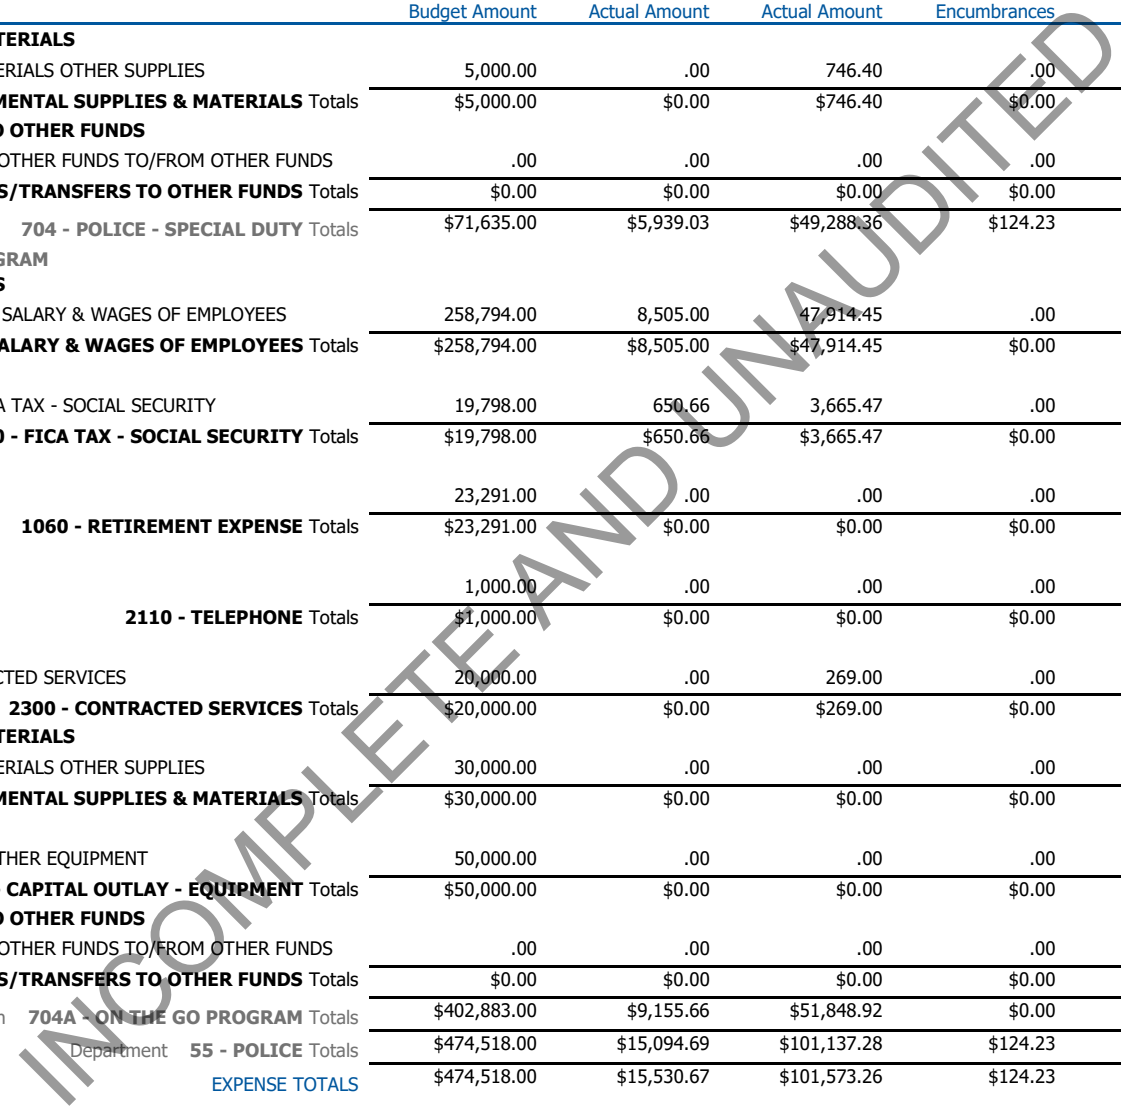 Budget Amount Actual Amount Actual Amount Encumbrances
TERIALS
ERIALS OTHER SUPPLIES 5,000.00 .00 746.40 .00
MENTAL SUPPLIES & MATERIALS Totals $5,000.00 $0.00 $746.40 $0.00
O OTHER FUNDS
OTHER FUNDS TO/FROM OTHER FUNDS .00 .00 .00 .00
S/TRANSFERS TO OTHER FUNDS Totals $0.00 $0.00 $0.00 $0.00
704 - POLICE - SPECIAL DUTY Totals $71,635.00 $5,939.03 $49,288.36 $124.23
GRAM
S
SALARY & WAGES OF EMPLOYEES 258,794.00 8,505.00 47,914.45 .00
ALARY & WAGES OF EMPLOYEES Totals $258,794.00 $8,505.00 $47,914.45 $0.00
A TAX - SOCIAL SECURITY 19,798.00 650.66 3,665.47 .00
0 - FICA TAX - SOCIAL SECURITY Totals $19,798.00 $650.66 $3,665.47 $0.00
23,291.00 .00 .00 .00
1060 - RETIREMENT EXPENSE Totals $23,291.00 $0.00 $0.00 $0.00
1,000.00 .00 .00 .00
2110 - TELEPHONE Totals $1,000.00 $0.00 $0.00 $0.00
CTED SERVICES 20,000.00 .00 269.00 .00
2300 - CONTRACTED SERVICES Totals $20,000.00 $0.00 $269.00 $0.00
TERIALS
ERIALS OTHER SUPPLIES 30,000.00 .00 .00 .00
MENTAL SUPPLIES & MATERIALS Totals $30,000.00 $0.00 $0.00 $0.00
THER EQUIPMENT 50,000.00 .00 .00 .00
CAPITAL OUTLAY - EQUIPMENT Totals $50,000.00 $0.00 $0.00 $0.00
O OTHER FUNDS
OTHER FUNDS TO/FROM OTHER FUNDS .00 .00 .00 .00
S/TRANSFERS TO OTHER FUNDS Totals $0.00 $0.00 $0.00 $0.00
704A - ON THE GO PROGRAM Totals $402,883.00 $9,155.66 $51,848.92 $0.00
Department 55 - POLICE Totals $474,518.00 $15,094.69 $101,137.28 $124.23
EXPENSE TOTALS $474,518.00 $15,530.67 $101,573.26 $124.23
INCOMPLETE AND UNAUDITED